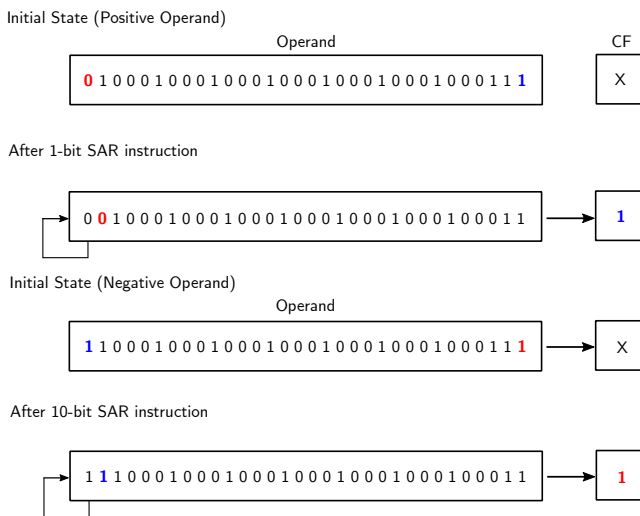 Initial State (Positive Operand)
Operand CF
0 1 0 0 0 1 0 0 0 1 0 0 0 1 0 0 0 1 0 0 0 1 0 0 0 1 0 0 0 1 1 1 X
After 1-bit SAR instruction
0 0 1 0 0 0 1 0 0 0 1 0 0 0 1 0 0 0 1 0 0 0 1 0 0 0 1 0 0 0 1 1 1
Initial State (Negative Operand)
Operand
1 1 0 0 0 1 0 0 0 1 0 0 0 1 0 0 0 1 0 0 0 1 0 0 0 1 0 0 0 1 1 1 X
After 10-bit SAR instruction
1 1 1 0 0 0 1 0 0 0 1 0 0 0 1 0 0 0 1 0 0 0 1 0 0 0 1 0 0 0 1 1 1